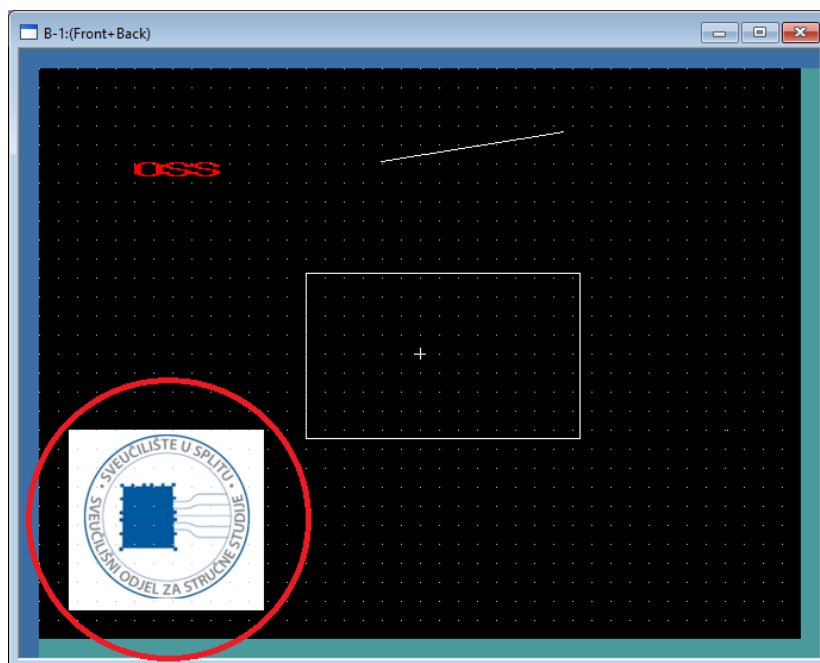 B-1:(Front+Back)
OSS
• SVEUČILIŠTE U SPLITU •
SVEUČILIŠNI ODJEL ZA STRUČNE STUDIJE